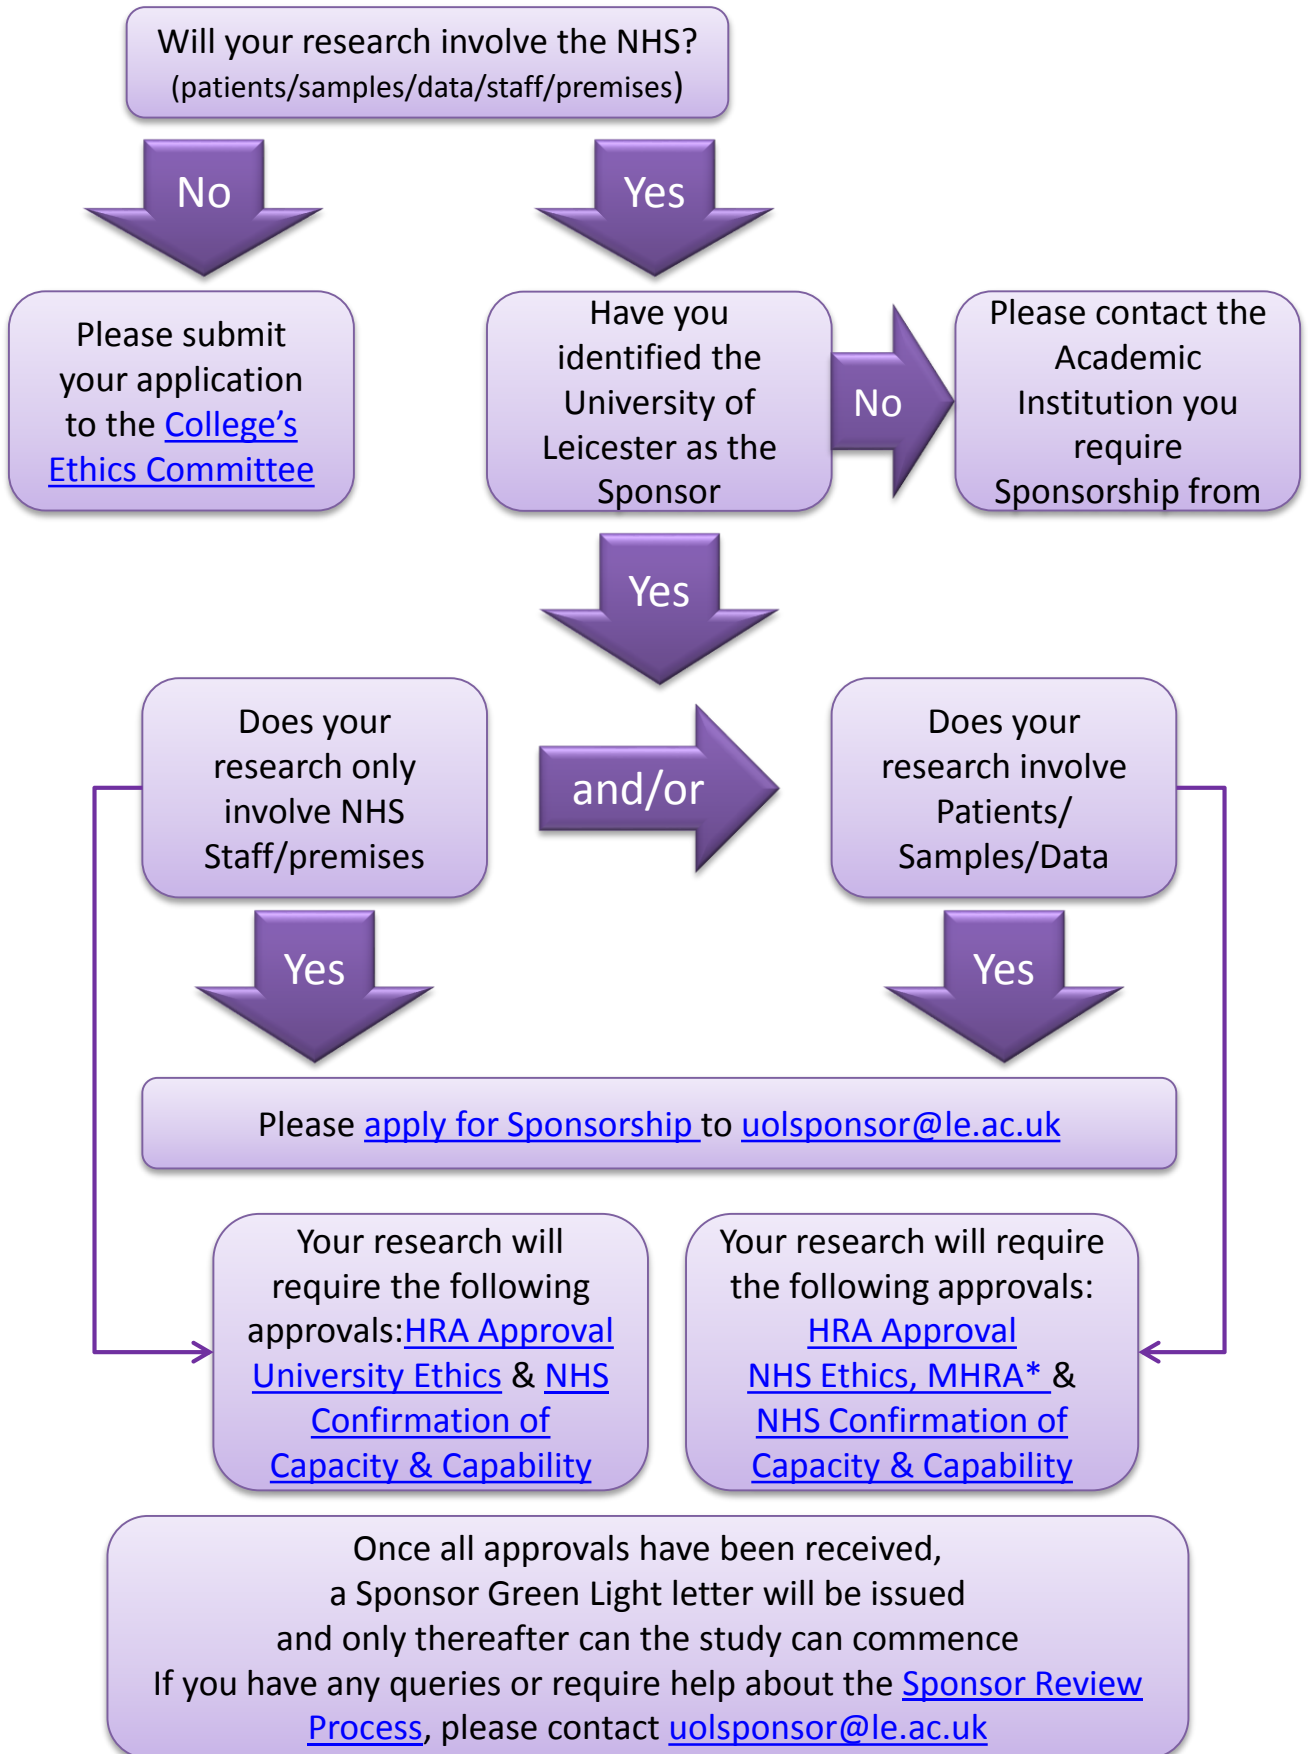 Will your research involve the NHS?
(patients/samples/data/staff/premises)
No
Yes
Please submit
your application
to the College’s
Ethics Committee
Have you
identified the
University of
Leicester as the
Sponsor
No
Please contact the
Academic
Institution you
require
Sponsorship from
Yes
Does your
research only
involve NHS
Staff/premises
and/or
Does your
research involve
Patients/
Samples/Data
Yes
Yes
Please apply for Sponsorship to uolsponsor@le.ac.uk
Your research will
require the following
approvals:HRA Approval
University Ethics & NHS
Confirmation of
Capacity & Capability
Your research will require
the following approvals:
HRA Approval
NHS Ethics, MHRA* &
NHS Confirmation of
Capacity & Capability
Once all approvals have been received,
a Sponsor Green Light letter will be issued
and only thereafter can the study can commence
If you have any queries or require help about the Sponsor Review
Process, please contact uolsponsor@le.ac.uk